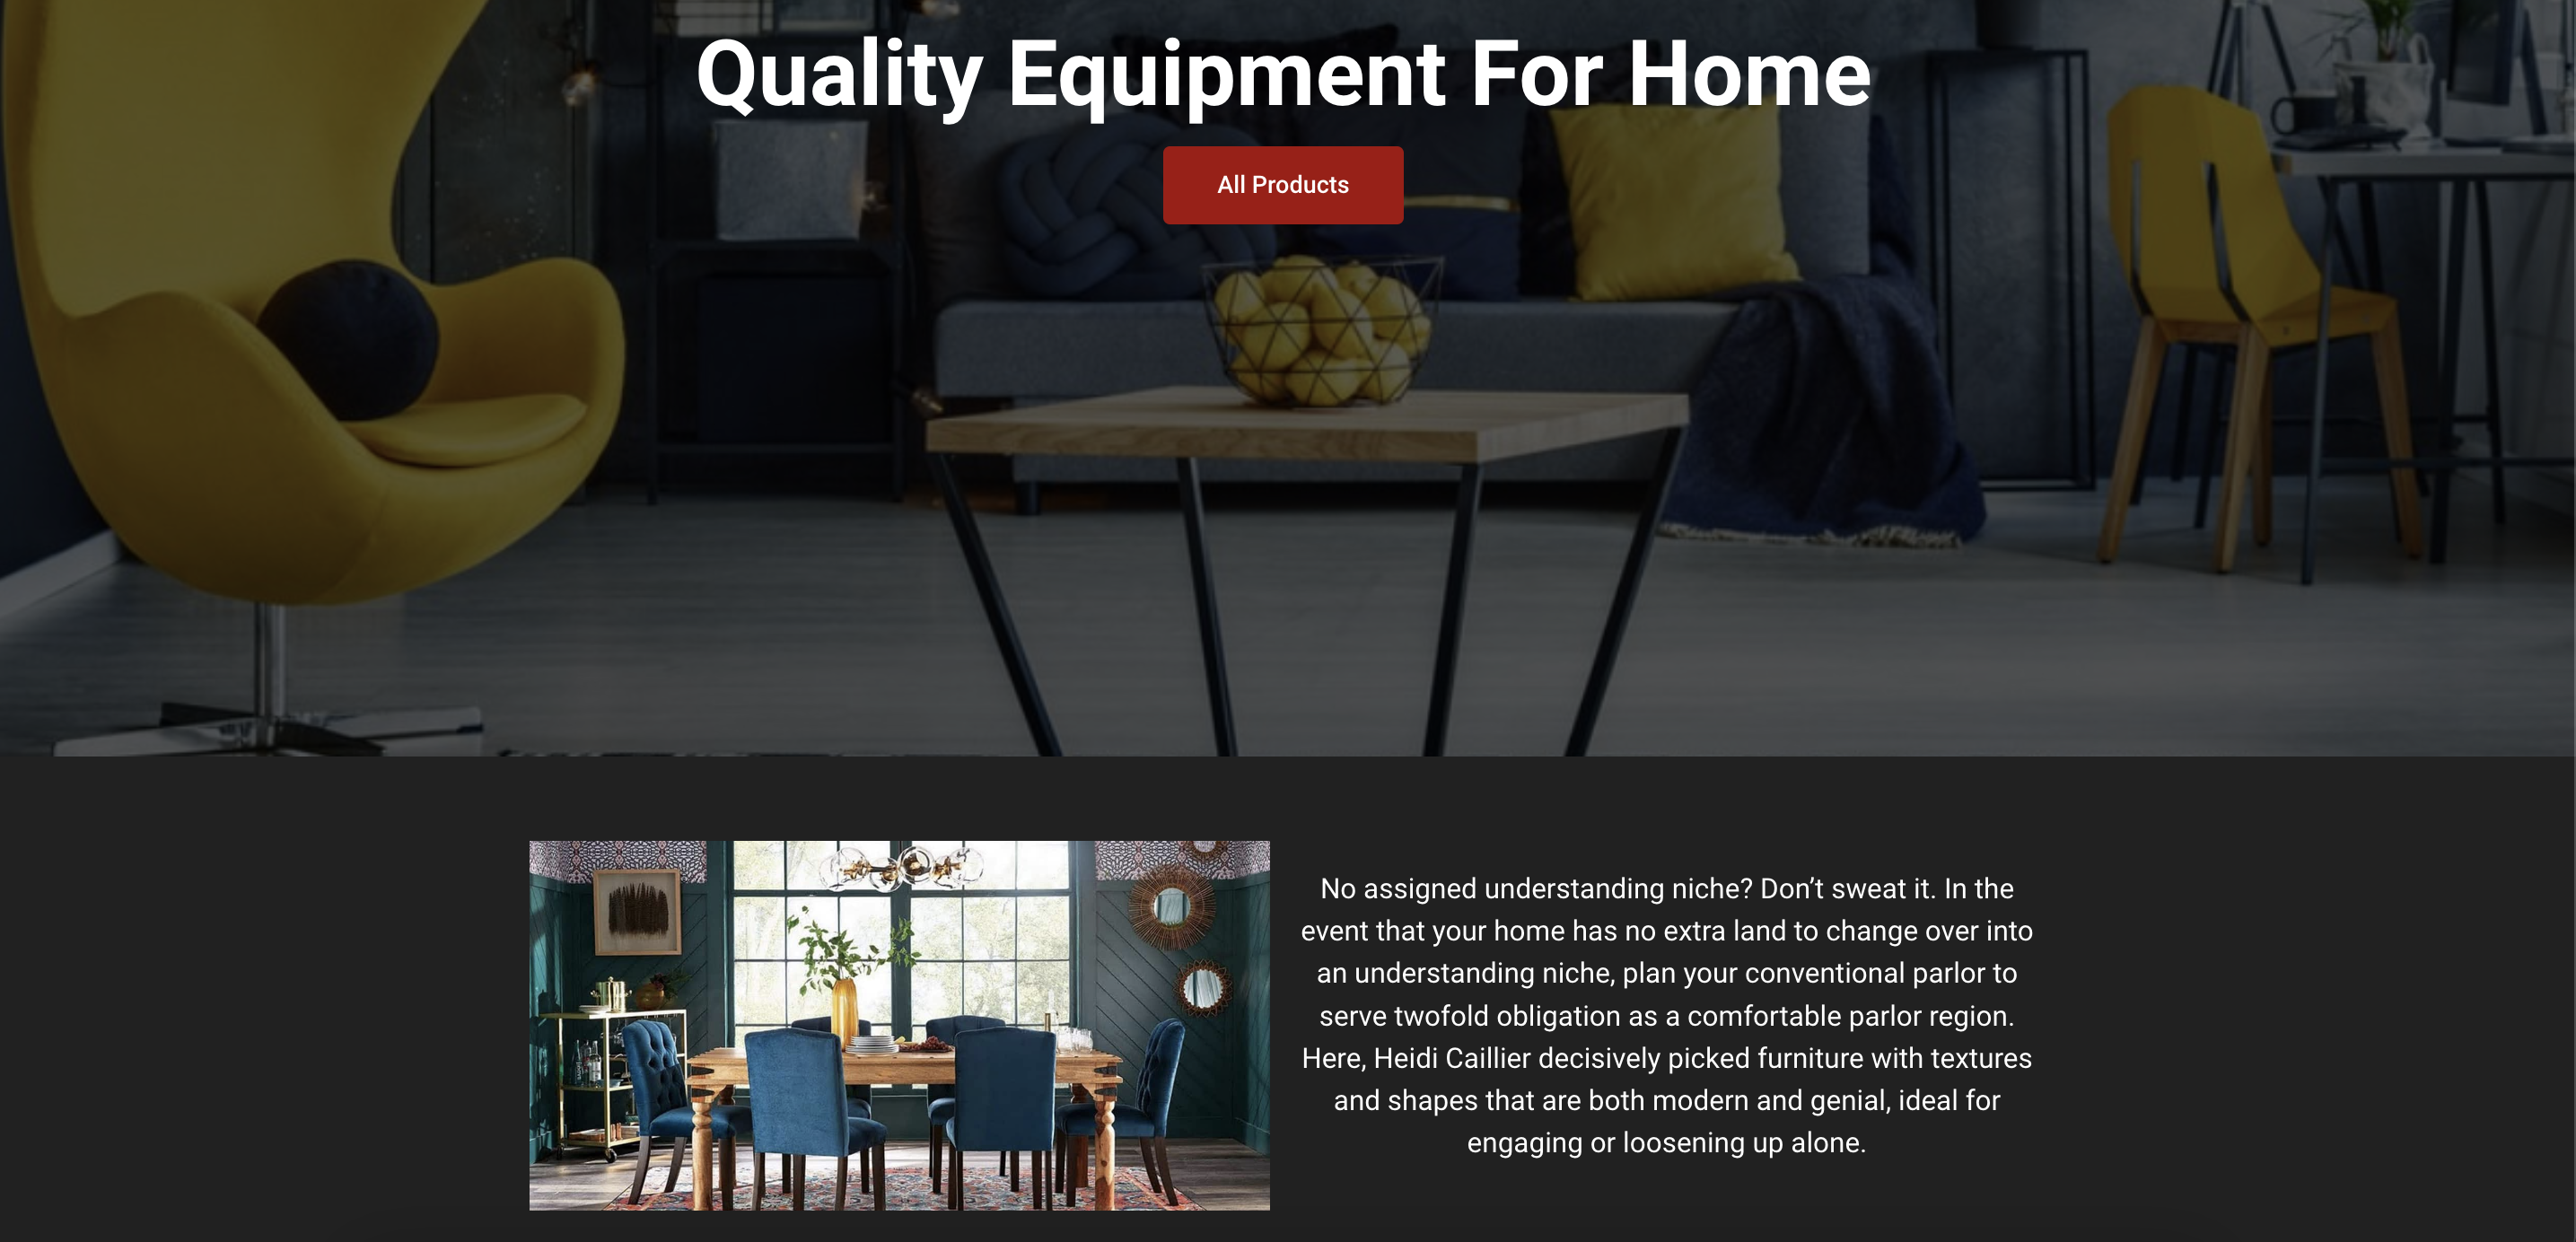 Quality Equipment For Home
All Products
No assigned understanding niche? Don’t sweat it. In the
event that your home has no extra land to change over into
an understanding niche, plan your conventional parlor to
serve twofold obligation as a comfortable parlor region.
Here, Heidi Caillier decisively picked furniture with textures
and shapes that are both modern and genial, ideal for
engaging or loosening up alone.